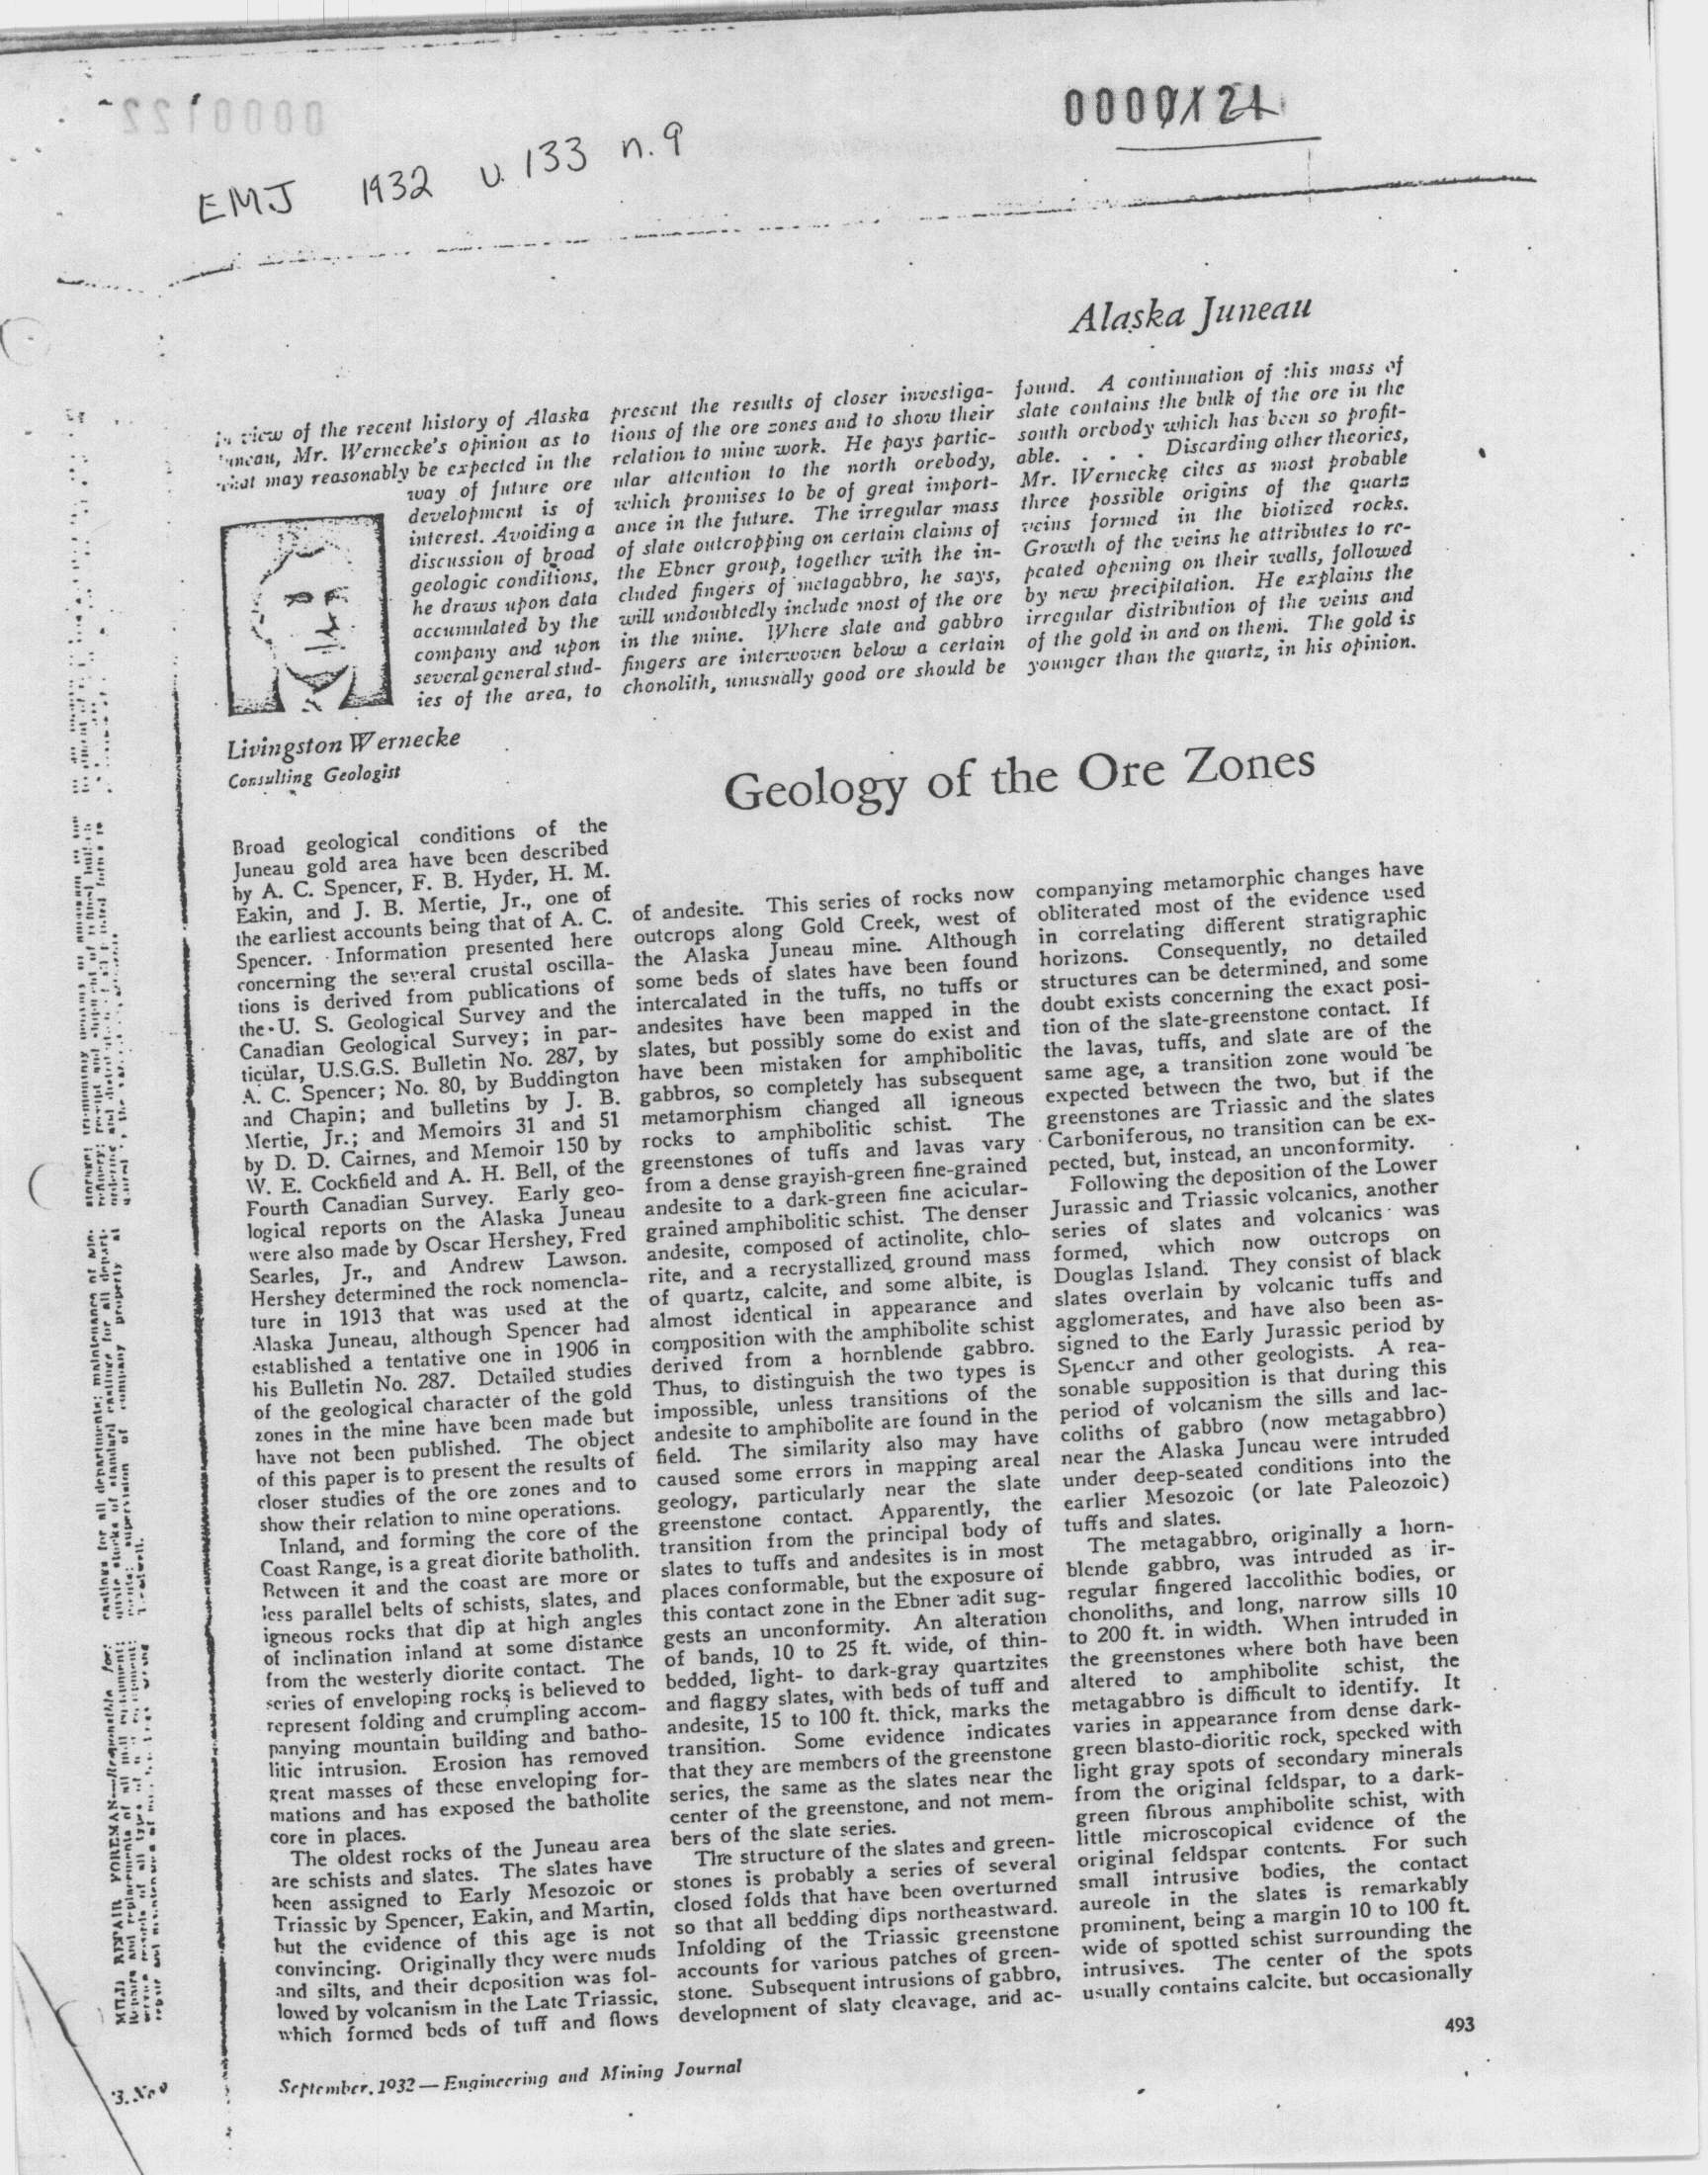 EMJ 1932 v. 133 n. 9
Alaska Juneau
view of the recent history of Alaska
Mr. Wernecke's opinion as to
may reasonably be expected in the
way of future ore
development is of
interest. Avoiding a
discussion of broad
geologic conditions,
he draws upon data
accumulated by the
company and upon
several general stud-
ies of the area, to
present the results of closer investiga-
tions of the ore zones and to show their
relation to mine work. He pays partic-
ular attention to the north orebody,
which promises to be of great import-
ance in the future. The irregular mass
of slate outcropping on certain claims of
the Ebner group, together with the in-
cluded fingers of metagabbro, he says,
will undoubtedly include most of the ore
in the mine. Where slate and gabbro
fingers are interwoven below a certain
chonolith, unusually good ore should be
found. A continuation of this mass of
slate contains the bulk of the ore in the
south orebody which has been so profit-
able. . . . Discarding other theories,
Mr. Wernecke cites as most probable
three possible origins of the quartz
veins formed in the biotized rocks.
Growth of the veins he attributes to re-
peated opening on their walls, followed
by new precipitation. He explains the
irregular distribution of the veins and
of the gold in and on them. The gold is
younger than the quartz, in his opinion.
Livingston Wernecke
Consulting Geologist
Geology of the Ore Zones
Broad geological conditions of the
Juneau gold area have been described
by A. C. Spencer, F. B. Hyder, H. M.
Eakin, and J. B. Mertie, Jr., one of
the earliest accounts being that of A. C.
Spencer. Information presented here
concerning the several crustal oscilla-
tions is derived from publications of
the U. S. Geological Survey and the
Canadian Geological Survey; in par-
ticular, U.S.G.S. Bulletin No. 287, by
A. C. Spencer; No. 80, by Buddington
and Chapin; and bulletins by J. B.
Mertie, Jr.; and Memoirs 31 and 51
by D. D. Cairnes, and Memoir 150 by
W. E. Cockfield and A. H. Bell, of the
Fourth Canadian Survey. Early geo-
logical reports on the Alaska Juneau
were also made by Oscar Hershey, Fred
Searles, Jr., and Andrew Lawson.
Hershey determined the rock nomencla-
ture in 1913 that was used at the
Alaska Juneau, although Spencer had
established a tentative one in 1906 in
his Bulletin No. 287. Detailed studies
of the geological character of the gold
zones in the mine have been made but
have not been published. The object
of this paper is to present the results of
closer studies of the ore zones and to
show their relation to mine operations.
Inland, and forming the core of the
Coast Range, is a great diorite batholith.
Between it and the coast are more or
less parallel belts of schists, slates, and
igneous rocks that dip at high angles
of inclination inland at some distance
from the westerly diorite contact. The
series of enveloping rocks is believed to
represent folding and crumpling accom-
panying mountain building and batho-
litic intrusion. Erosion has removed
great masses of these enveloping for-
mations and has exposed the batholite
core in places.
The oldest rocks of the Juneau area
are schists and slates. The slates have
been assigned to Early Mesozoic or
Triassic by Spencer, Eakin, and Martin,
but the evidence of this age is not
convincing. Originally they were muds
and silts, and their deposition was fol-
lowed by volcanism in the Late Triassic,
which formed beds of tuff and flows
of andesite. This series of rocks now
outcrops along Gold Creek, west of
the Alaska Juneau mine. Although
some beds of slates have been found
intercalated in the tuffs, no tuffs or
andesites have been mapped in the
slates, but possibly some do exist and
have been mistaken for amphibolitic
gabbros, so completely has subsequent
metamorphism changed all igneous
rocks to amphibolitic schist. The
greenstones of tuffs and lavas vary
from a dense grayish-green fine-grained
andesite to a dark-green fine acicular-
grained amphibolitic schist. The denser
andesite, composed of actinolite, chlo-
rite, and a recrystallized ground mass
of quartz, calcite, and some albite, is
almost identical in appearance and
composition with the amphibolite schist
derived from a hornblende gabbro.
Thus, to distinguish the two types is
impossible, unless transitions of the
andesite to amphibolite are found in the
field. The similarity also may have
caused some errors in mapping areal
geology, particularly near the slate
greenstone contact. Apparently, the
transition from the principal body of
slates to tuffs and andesites is in most
places conformable, but the exposure of
this contact zone in the Ebner adit sug-
gests an unconformity. An alteration
of bands, 10 to 25 ft. wide, of thin-
bedded, light- to dark-gray quartzites
and flaggy slates, with beds of tuff and
andesite, 15 to 100 ft. thick, marks the
transition. Some evidence indicates
that they are members of the greenstone
series, the same as the slates near the
center of the greenstone, and not mem-
bers of the slate series.
The structure of the slates and green-
stones is probably a series of several
closed folds that have been overturned
so that all bedding dips northeastward.
Infolding of the Triassic greenstone
accounts for various patches of green-
stone. Subsequent intrusions of gabbro,
development of slaty cleavage, and ac-
companying metamorphic changes have
obliterated most of the evidence used
in correlating different stratigraphic
horizons. Consequently, no detailed
structures can be determined, and some
doubt exists concerning the exact posi-
tion of the slate-greenstone contact. If
the lavas, tuffs, and slate are of the
same age, a transition zone would be
expected between the two, but if the
greenstones are Triassic and the slates
Carboniferous, no transition can be ex-
pected, but, instead, an unconformity.
Following the deposition of the Lower
Jurassic and Triassic volcanics, another
series of slates and volcanics was
formed, which now outcrops on
Douglas Island. They consist of black
slates overlain by volcanic tuffs and
agglomerates, and have also been as-
signed to the Early Jurassic period by
Spencer and other geologists. A rea-
sonable supposition is that during this
period of volcanism the sills and lac-
coliths of gabbro (now metagabbro)
near the Alaska Juneau were intruded
under deep-seated conditions into the
earlier Mesozoic (or late Paleozoic)
tuffs and slates.
The metagabbro, originally a horn-
blende gabbro, was intruded as ir-
regular fingered laccolithic bodies, or
chonoliths, and long, narrow sills 10
to 200 ft. in width. When intruded in
the greenstones where both have been
altered to amphibolite schist, the
metagabbro is difficult to identify. It
varies in appearance from dense dark-
green blasto-dioritic rock, specked with
light gray spots of secondary minerals
from the original feldspar, to a dark-
green fibrous amphibolite schist, with
little microscopical evidence of the
original feldspar contents. For such
small intrusive bodies, the contact
aureole in the slates is remarkably
prominent, being a margin 10 to 100 ft.
wide of spotted schist surrounding the
intrusives. The center of the spots
usually contains calcite, but occasionally
September, 1932—Engineering and Mining Journal
493